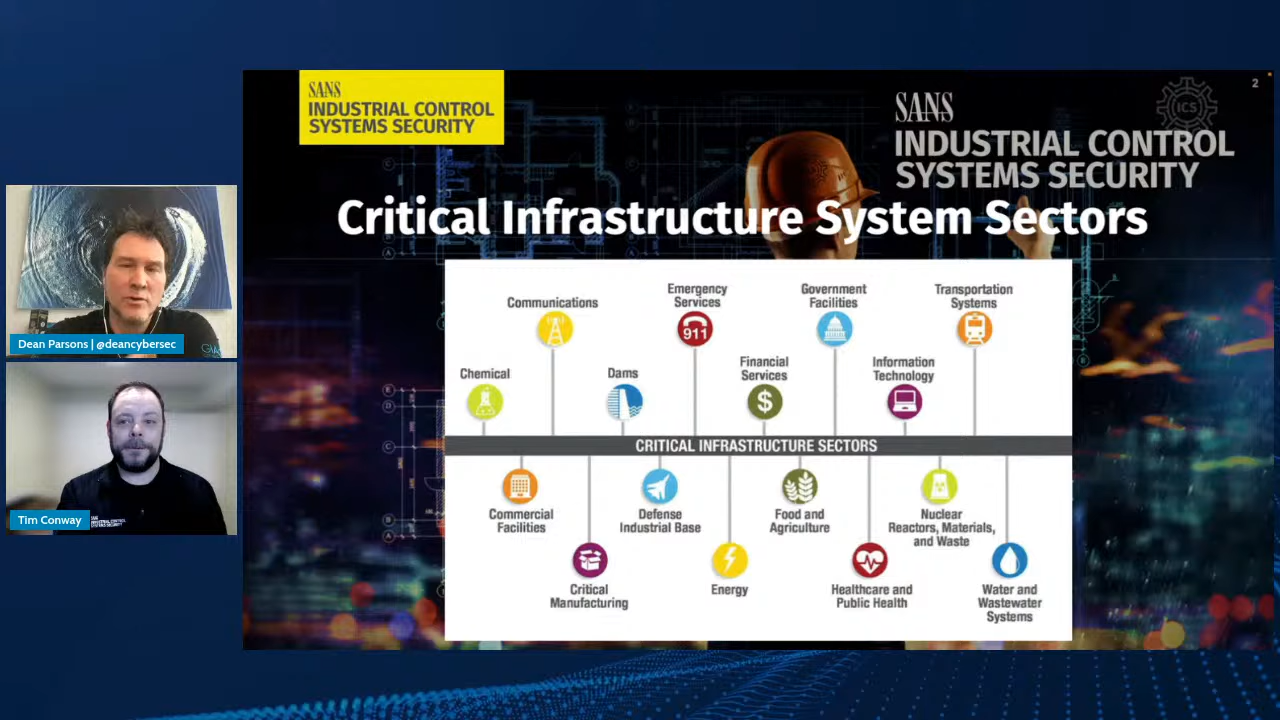 SANS
INDUSTRIAL CONTROL
SYSTEMS SECURITY
2
SANS
ICS
INDUSTRIAL CONTROL
SYSTEMS SECURITY
Critical Infrastructure System Sectors
Dean Parsons | @deancybersec
Tim Conway
Communications
Emergency
Services
911
Government
Facilities
Transportation
Systems
Chemical
Dams
Financial
Services
$
Information
Technology
CRITICAL INFRASTRUCTURE SECTORS
Commercial
Facilities
Defense
Industrial Base
Food and
Agriculture
Nuclear
Reactors, Materials,
and Waste
Critical
Manufacturing
Energy
Healthcare and
Public Health
Water and
Wastewater
Systems